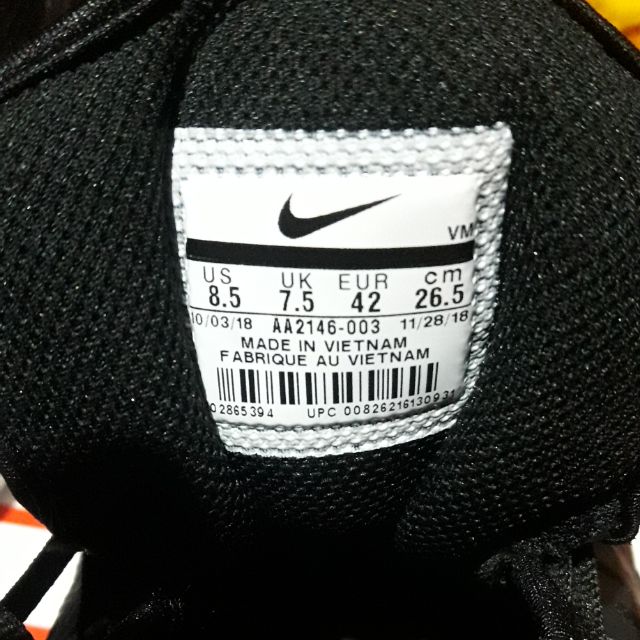 VM
US UK EUR cm
8.5 7.5 42 26.5
10/03/18 AA2146-003 11/28/18
MADE IN VIETNAM
FABRIQUE AU VIETNAM
02865394 UPC 00826216130931